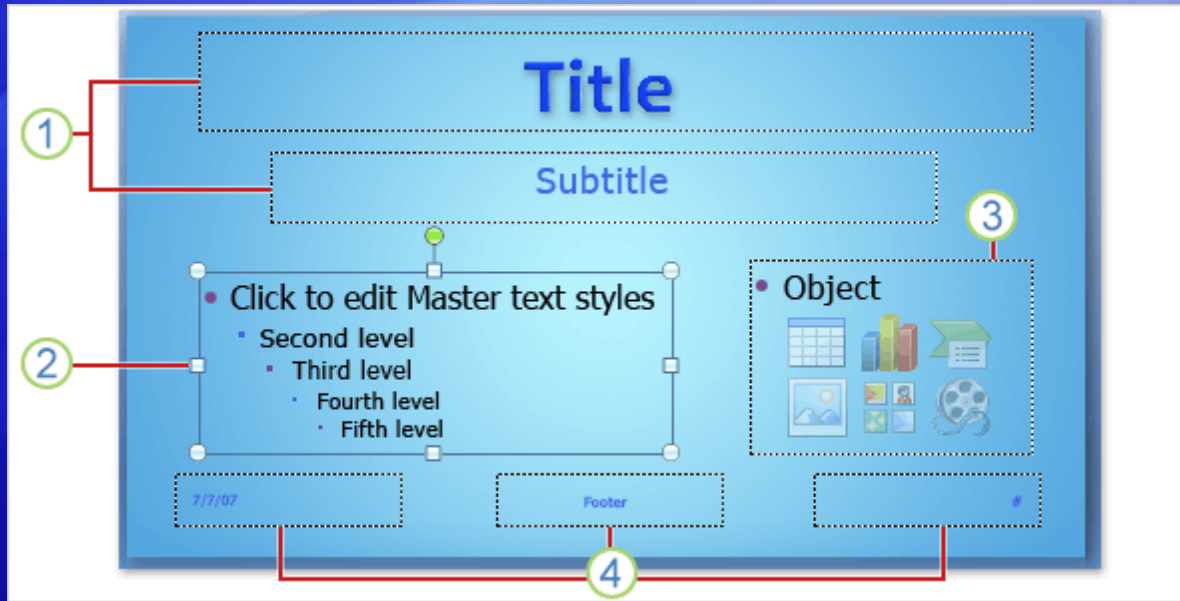 Title
1
Subtitle
3
Click to edit Master text styles
Object
Second level
2
Third level
Fourth level
Fifth level
7/7/07
Footer
#
4